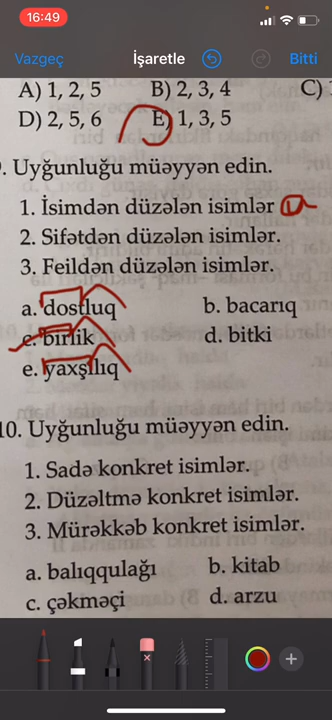 16:49
Vazgeç İşaretle Bitti
A) 1, 2, 5 B) 2, 3, 4 C)
D) 2, 5, 6 E) 1, 3, 5
. Uyğunluğu müəyyən edin.
1. İsimdən düzələn isimlər a
2. Sifətdən düzələn isimlər.
3. Feildən düzələn isimlər.
a. dostluq b. bacarıq
c. birlik d. bitki
e. yaxşılıq
10. Uyğunluğu müəyyən edin.
1. Sadə konkret isimlər.
2. Düzəltmə konkret isimlər.
3. Mürəkkəb konkret isimlər.
a. balıqqulağı b. kitab
c. çəkməçi d. arzu